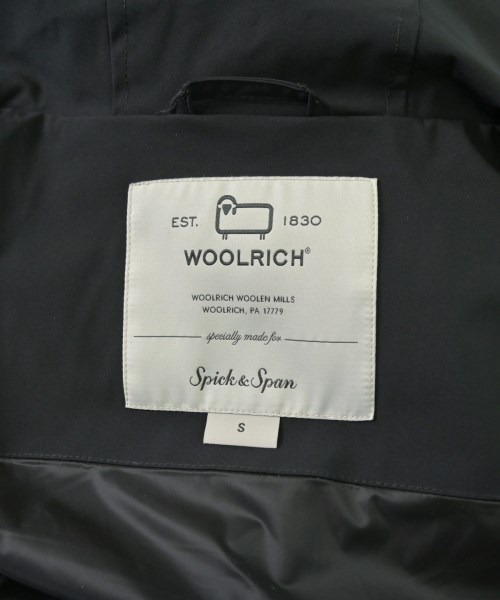 EST. 1830
WOOLRICH®
WOOLRICH WOOLEN MILLS
WOOLRICH, PA 17779
specially made for
Spick & Span
S